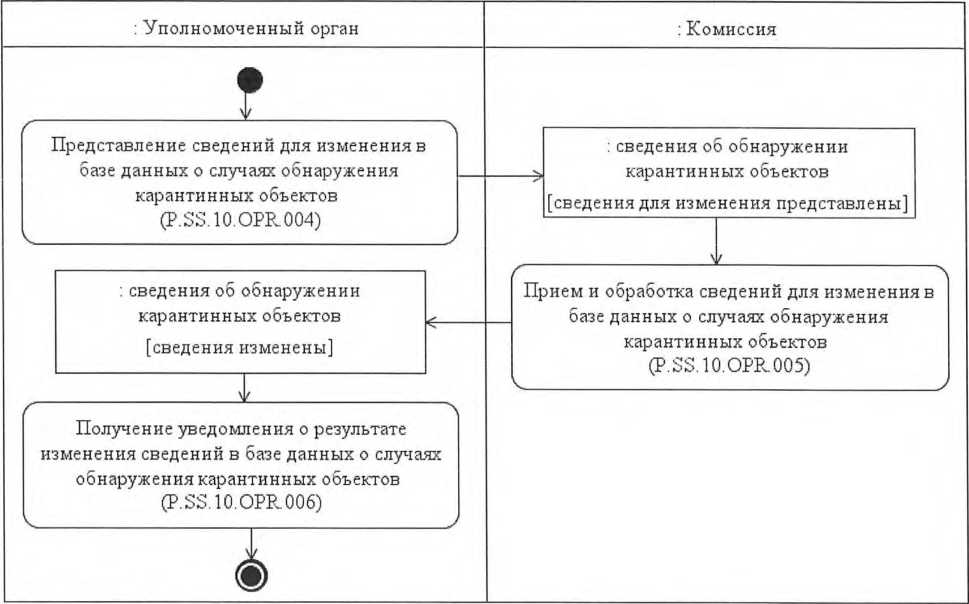 : Уполномоченный орган
: Комиссия
Представление сведений для изменения в
базе данных о случаях обнаружения
карантинных объектов
(P.SS.10.OPR.004)
: сведения об обнаружении
карантинных объектов
[сведения для изменения представлены]
Прием и обработка сведений для изменения в
базе данных о случаях обнаружения
карантинных объектов
(P.SS.10.OPR.005)
: сведения об обнаружении
карантинных объектов
[сведения изменены]
Получение уведомления о результате
изменения сведений в базе данных о случаях
обнаружения карантинных объектов
(P.SS.10.OPR.006)